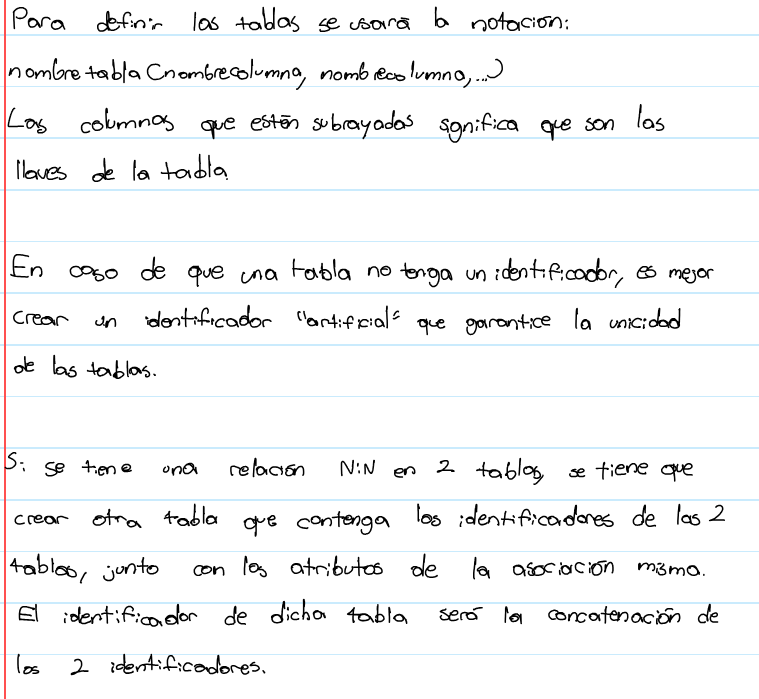 Para definir las tablas se usará la notación:
nombretabla (nombrecolumna, nombrecolumna,...)
Las columnas que estén subrayadas significa que son las
llaves de la tabla.
En caso de que una tabla no tenga un identificador, es mejor
crear un identificador "artificial" que garantice la unicidad
de las tablas.
Si se tiene una relación N:N en 2 tablas, se tiene que
crear otra tabla que contenga los identificadores de las 2
tablas, junto con los atributos de la asociación misma.
El identificador de dicha tabla será la concatenación de
los 2 identificadores.